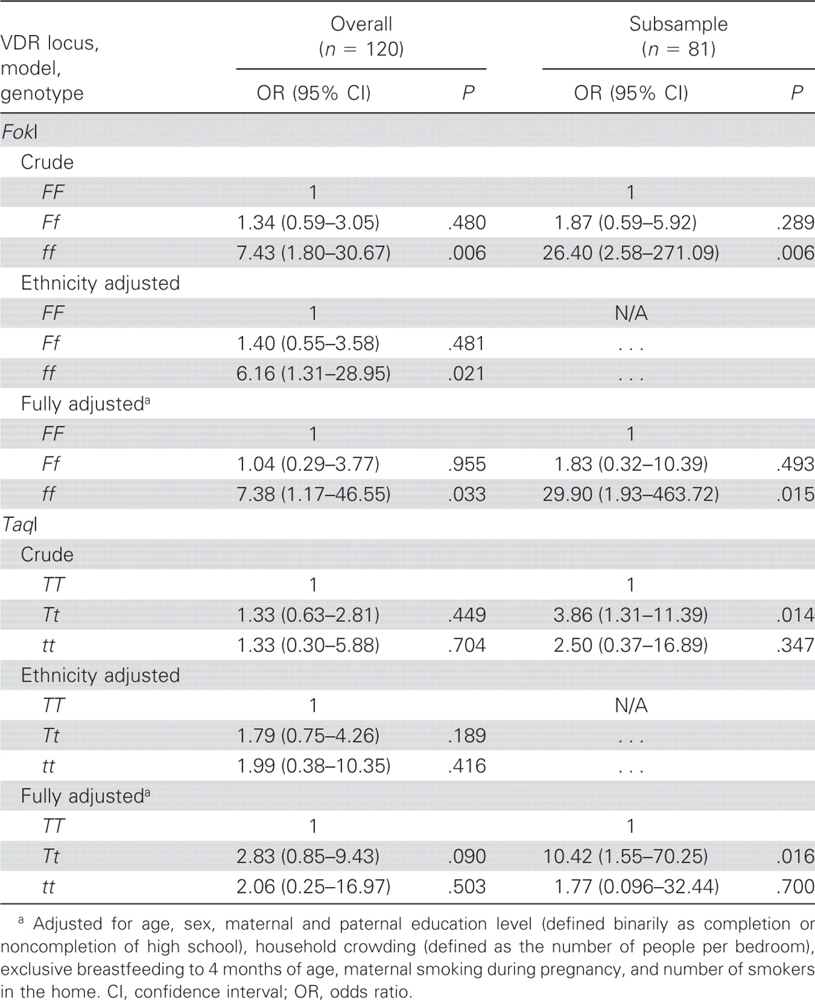 VDR locus, model, genotype | Overall (n = 120) | Subsample (n = 81)
OR (95% CI) P OR (95% CI) P
FokI
Crude
FF 1 1
Ff 1.34 (0.59–3.05) .480 1.87 (0.59–5.92) .289
ff 7.43 (1.80–30.67) .006 26.40 (2.58–271.09) .006
Ethnicity adjusted
FF 1 N/A
Ff 1.40 (0.55–3.58) .481 . . .
ff 6.16 (1.31–28.95) .021 . . .
Fully adjustedª
FF 1 1
Ff 1.04 (0.29–3.77) .955 1.83 (0.32–10.39) .493
ff 7.38 (1.17–46.55) .033 29.90 (1.93–463.72) .015
TaqI
Crude
TT 1 1
Tt 1.33 (0.63–2.81) .449 3.86 (1.31–11.39) .014
tt 1.33 (0.30–5.88) .704 2.50 (0.37–16.89) .347
Ethnicity adjusted
TT 1 N/A
Tt 1.79 (0.75–4.26) .189 . . .
tt 1.99 (0.38–10.35) .416 . . .
Fully adjustedª
TT 1 1
Tt 2.83 (0.85–9.43) .090 10.42 (1.55–70.25) .016
tt 2.06 (0.25–16.97) .503 1.77 (0.096–32.44) .700
ª Adjusted for age, sex, maternal and paternal education level (defined binarily as completion or
noncompletion of high school), household crowding (defined as the number of people per bedroom),
exclusive breastfeeding to 4 months of age, maternal smoking during pregnancy, and number of smokers
in the home. CI, confidence interval; OR, odds ratio.